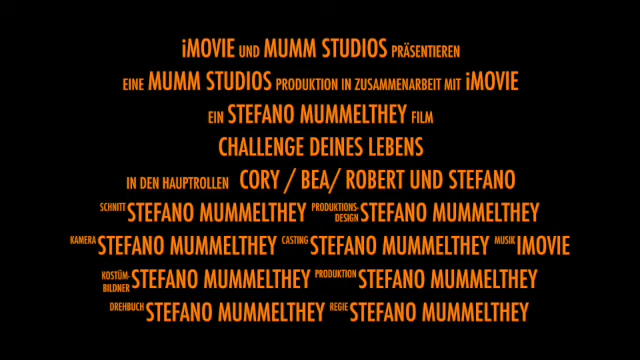 iMOVIE UND MUMM STUDIOS PRÄSENTIEREN
EINE MUMM STUDIOS PRODUKTION IN ZUSAMMENARBEIT MIT iMOVIE
EIN STEFANO MUMMELTHEY FILM
CHALLENGE DEINES LEBENS
IN DEN HAUPTROLLEN CORY / BEA/ ROBERT UND STEFANO
SCHNITT STEFANO MUMMELTHEY PRODUKTIONS-DESIGN STEFANO MUMMELTHEY
KAMERA STEFANO MUMMELTHEY CASTING STEFANO MUMMELTHEY MUSIK IMOVIE
KOSTÜM-BILDNER STEFANO MUMMELTHEY PRODUKTION STEFANO MUMMELTHEY
DREHBUCH STEFANO MUMMELTHEY REGIE STEFANO MUMMELTHEY